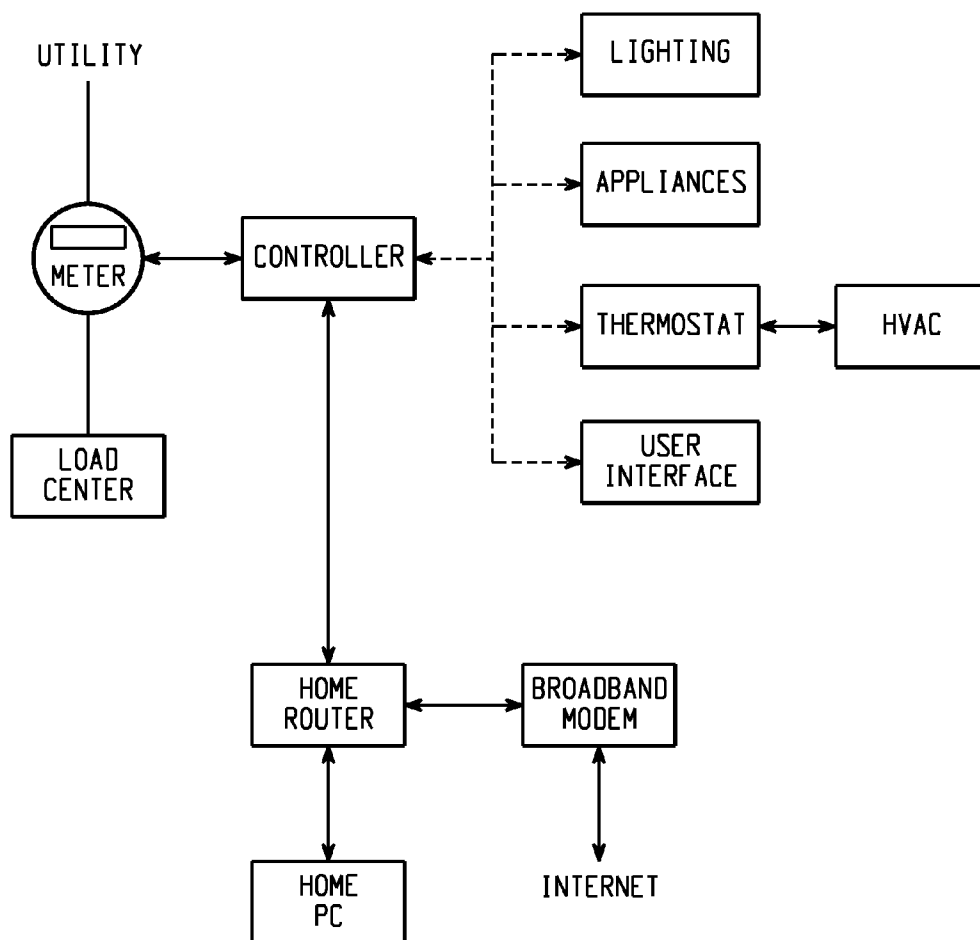 UTILITY
LIGHTING
APPLIANCES
METER
CONTROLLER
THERMOSTAT
HVAC
LOAD
CENTER
USER
INTERFACE
HOME
ROUTER
BROADBAND
MODEM
HOME
PC
INTERNET